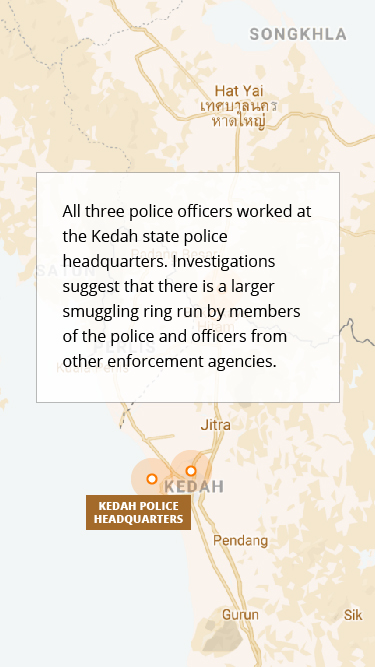 SONGKHLA
Hat Yai
เทศบาลนคร
หาดใหญ่
All three police officers worked at
the Kedah state police
headquarters. Investigations
suggest that there is a larger
smuggling ring run by members
of the police and officers from
other enforcement agencies.
Jitra
KEDAH
KEDAH POLICE
HEADQUARTERS
Pendang
Gurun
Sik